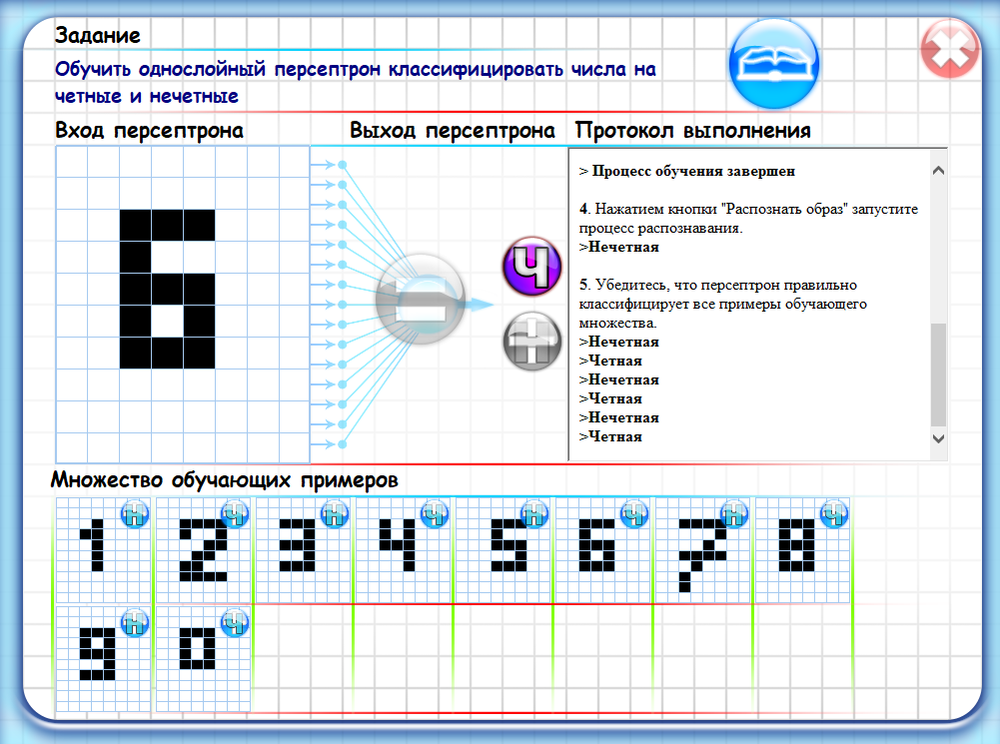 Задание
Обучить однослойный персептрон классифицировать числа на
четные и нечетные
Вход персептрона
Выход персептрона
Протокол выполнения
6
Ч
Н
> Процесс обучения завершен
4. Нажатием кнопки "Распознать образ" запустите
процесс распознавания.
>Нечетная
5. Убедитесь, что персептрон правильно
классифицирует все примеры обучающего
множества.
>Нечетная
>Четная
>Нечетная
>Четная
>Нечетная
>Четная
Множество обучающих примеров
1 Н 2 Ч 3 Н 4 Ч 5 Н 6 Ч 7 Н 8 Ч
9 Н 0 Ч